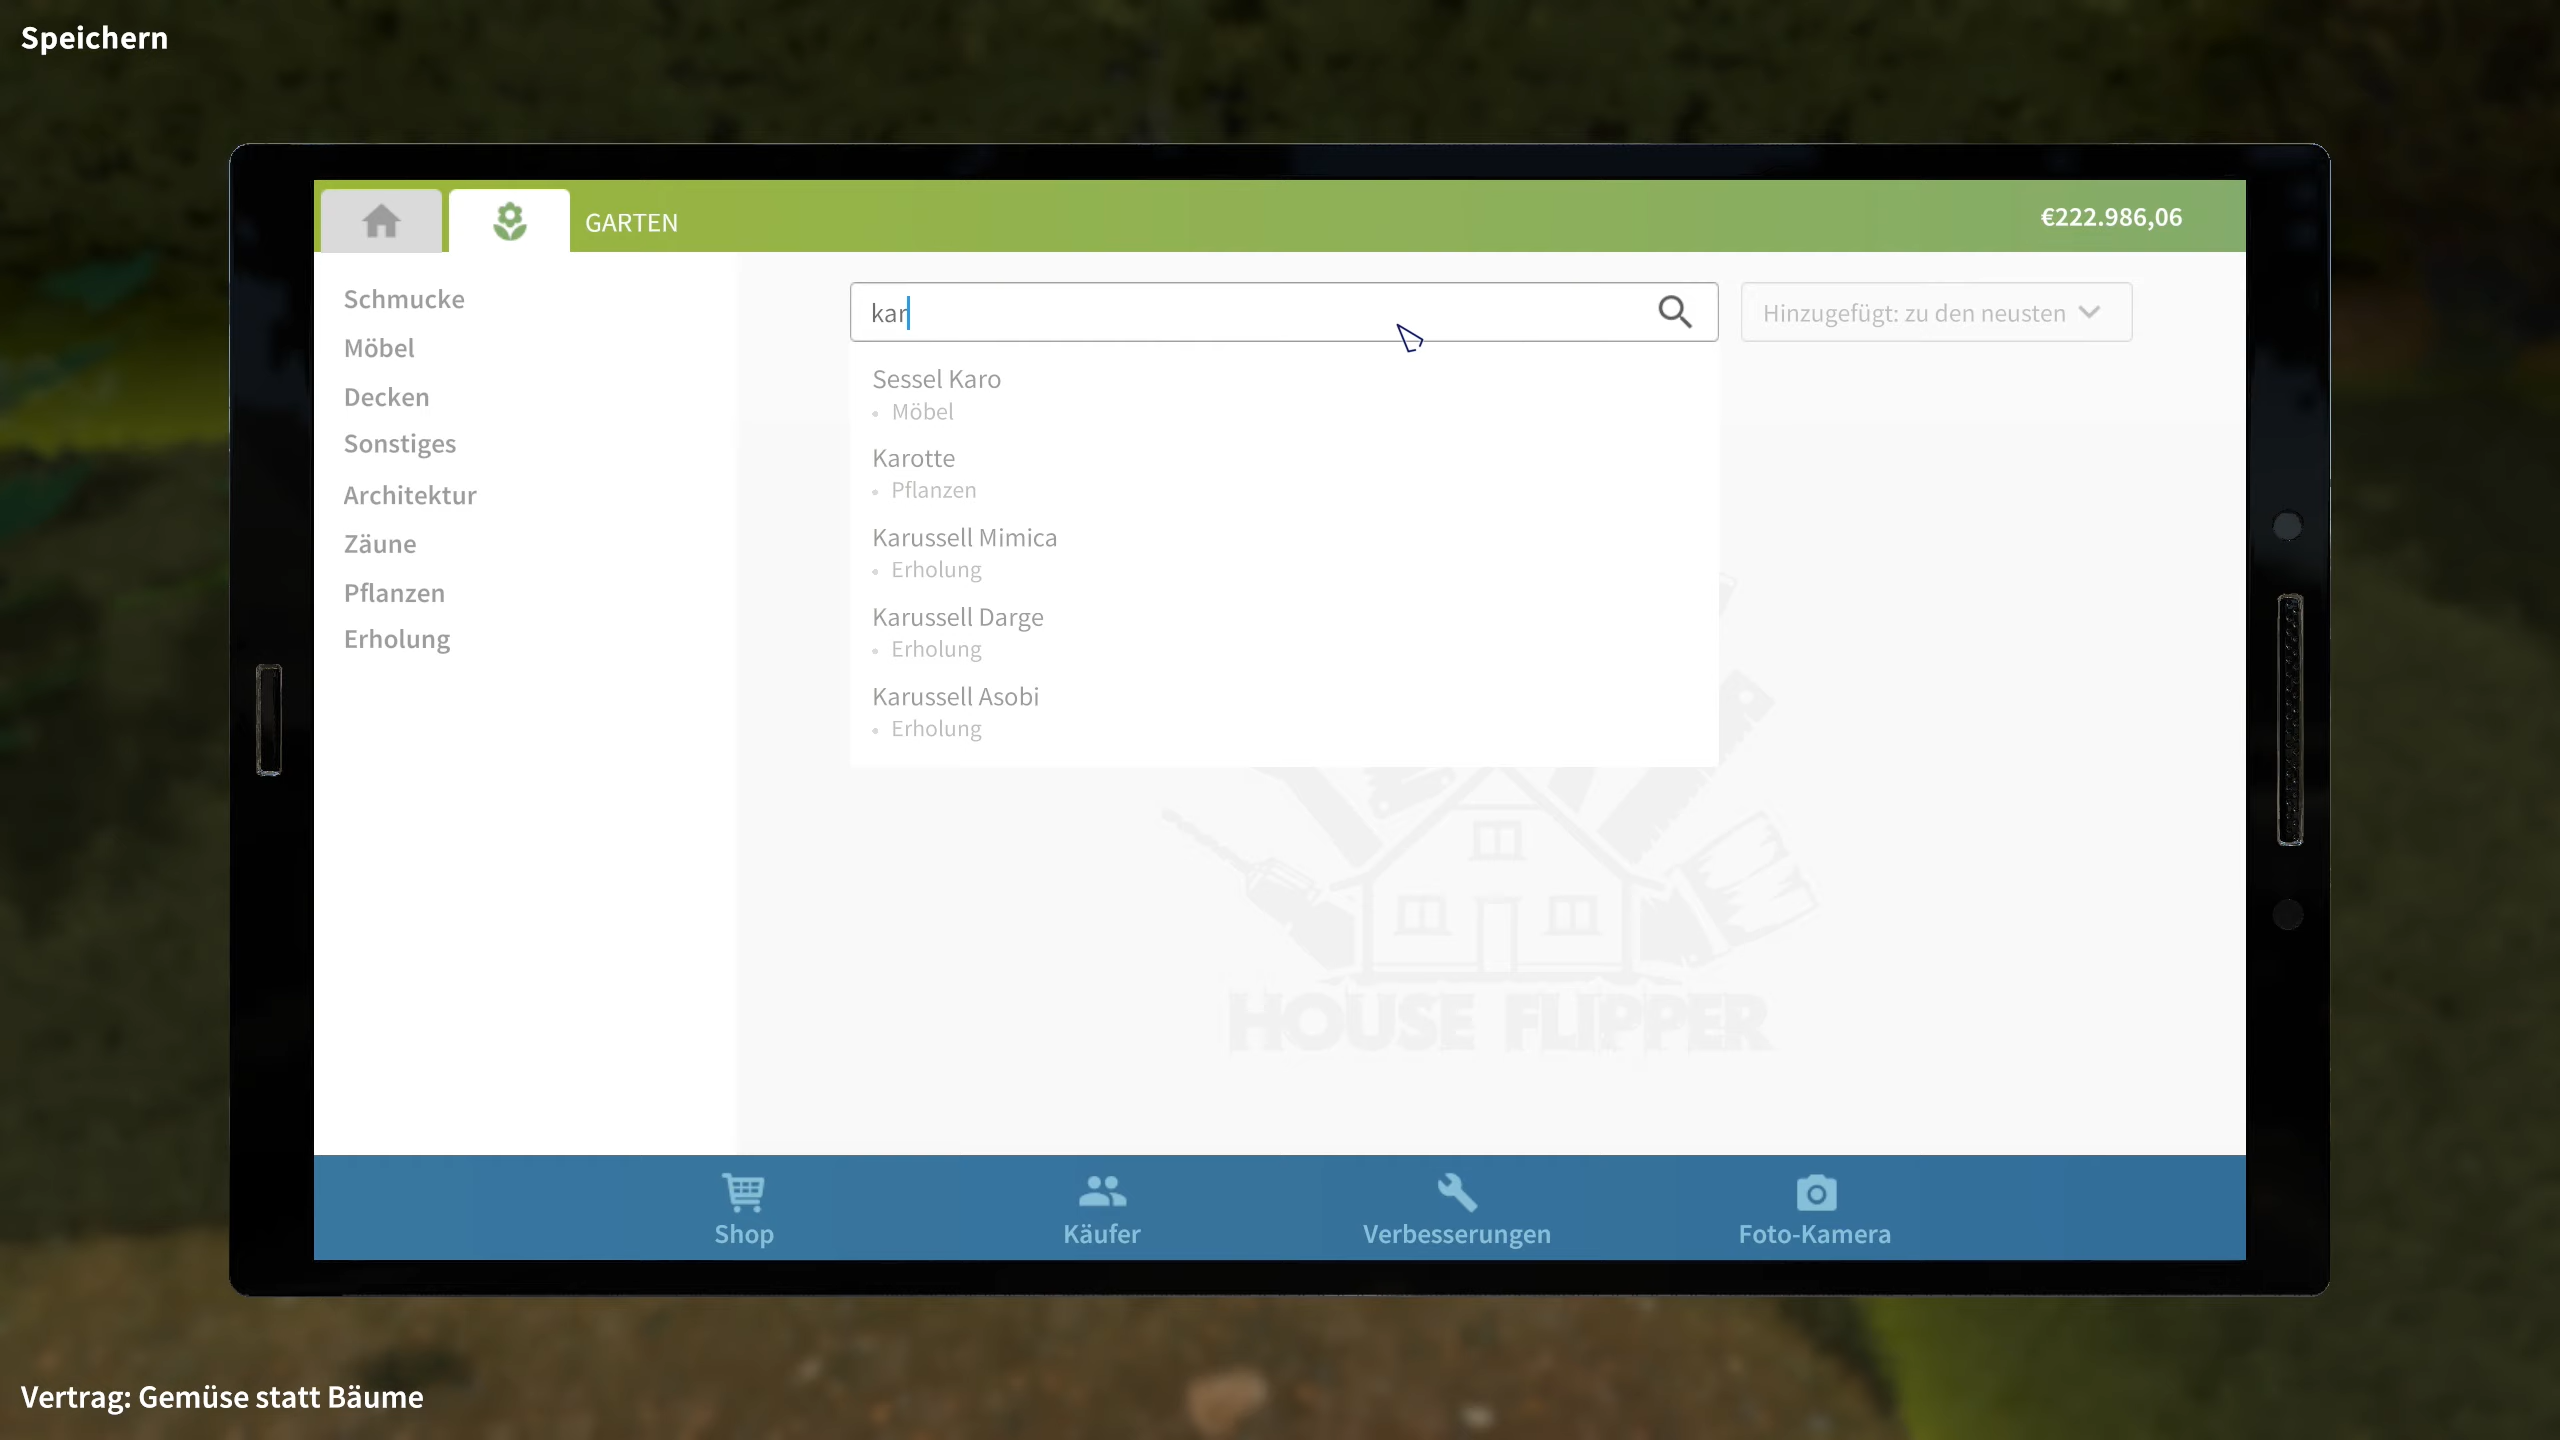 Speichern
GARTEN
€222.986,06
Schmucke
Möbel
Decken
Sonstiges
Architektur
Zäune
Pflanzen
Erholung
kar
Hinzugefügt: zu den neusten
Sessel Karo
• Möbel
Karotte
• Pflanzen
Karussell Mimica
• Erholung
Karussell Darge
• Erholung
Karussell Asobi
• Erholung
HOUSE FLIPPER
Shop
Käufer
Verbesserungen
Foto-Kamera
Vertrag: Gemüse statt Bäume